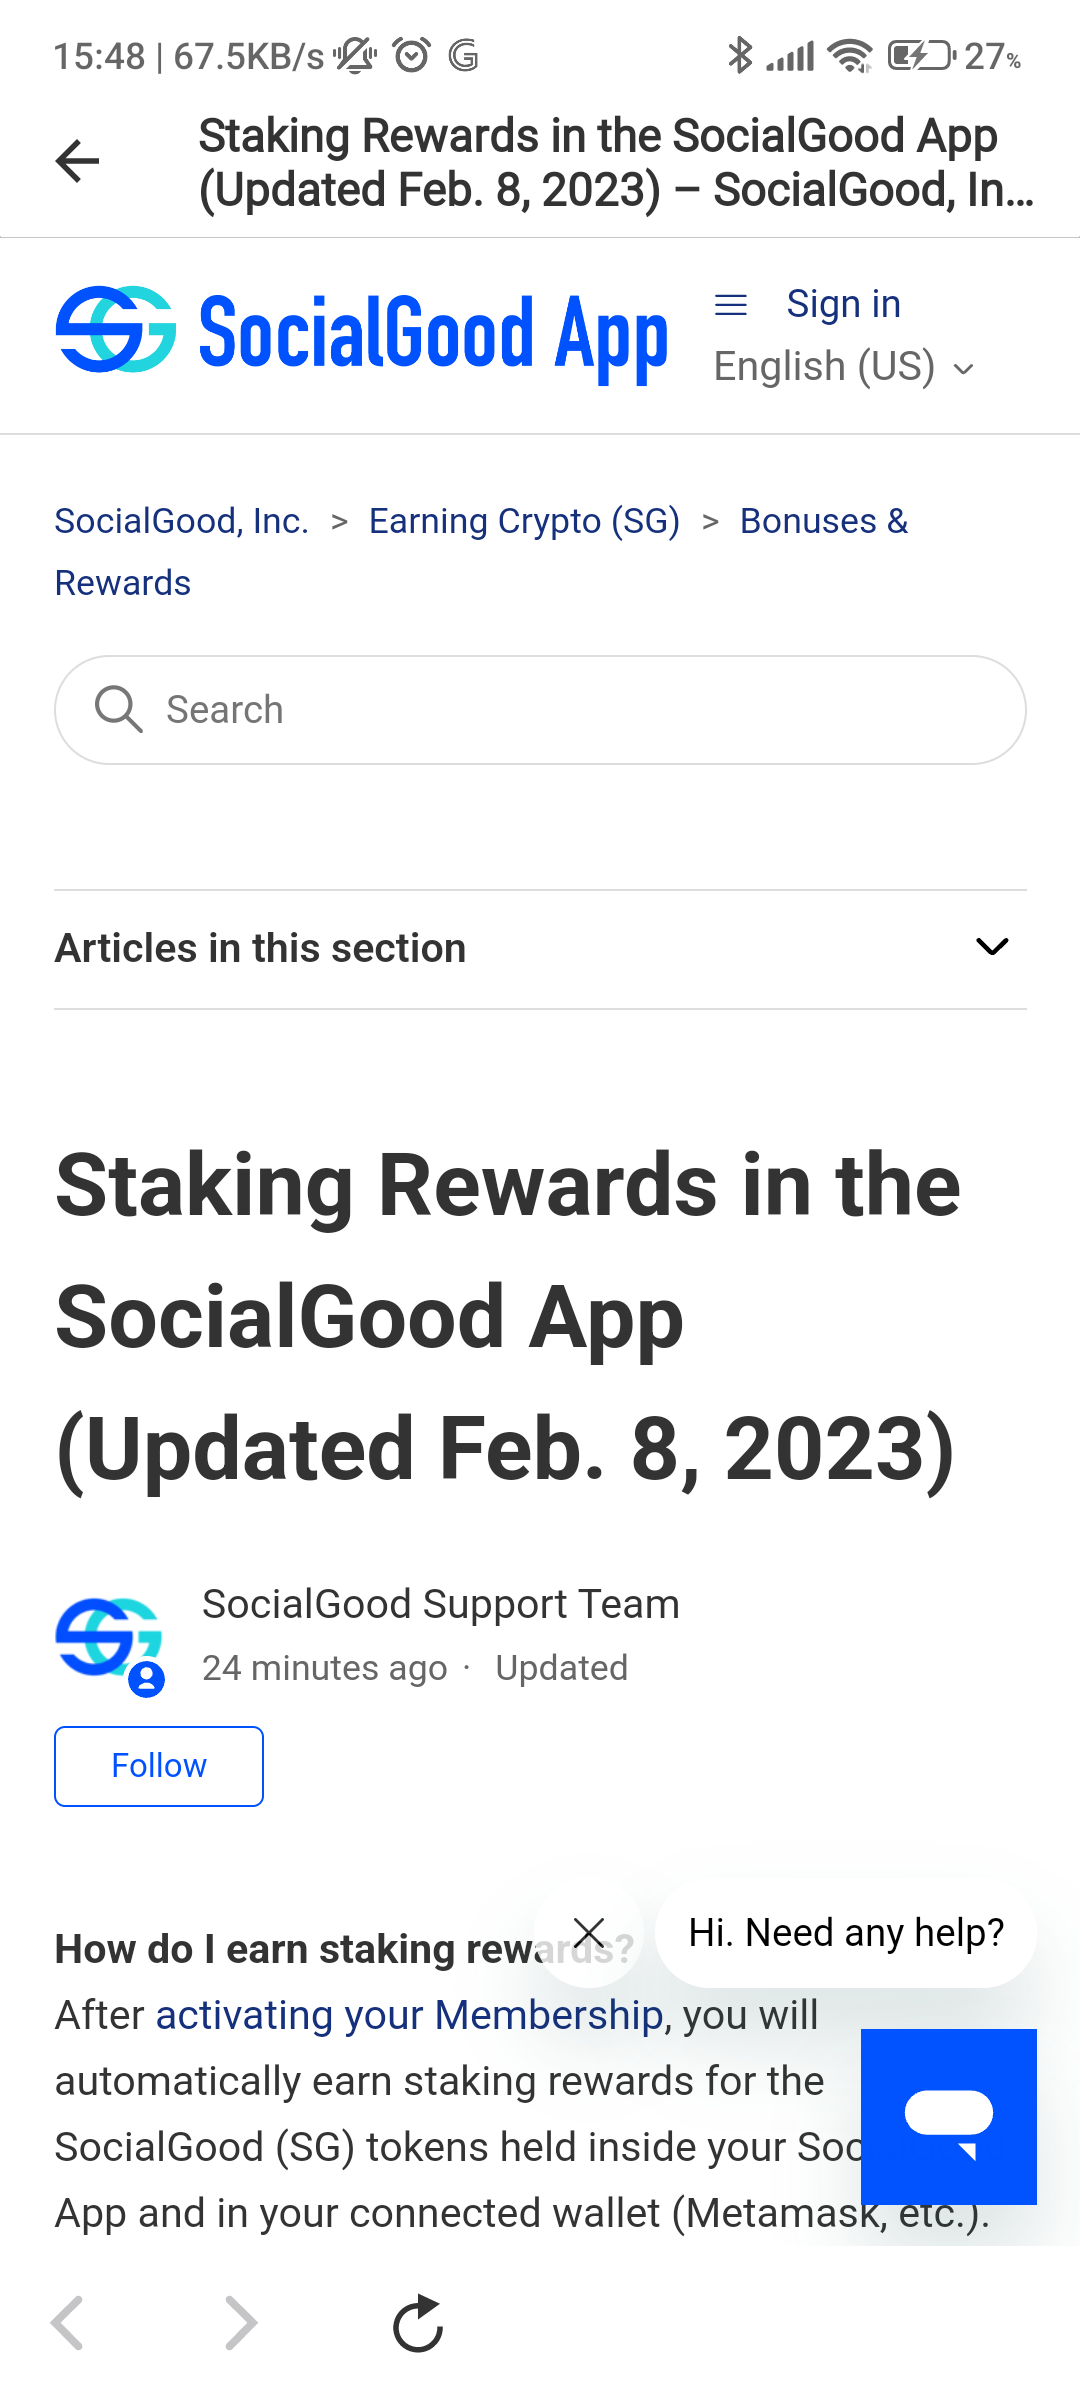 15:48 | 67.5KB/s
27%
Staking Rewards in the SocialGood App
(Updated Feb. 8, 2023) – SocialGood, In...
SocialGood App
Sign in
English (US)
SocialGood, Inc. > Earning Crypto (SG) > Bonuses &
Rewards
Search
Articles in this section
Staking Rewards in the
SocialGood App
(Updated Feb. 8, 2023)
SocialGood Support Team
24 minutes ago · Updated
Follow
Hi. Need any help?
How do I earn staking rewards?
After activating your Membership, you will
automatically earn staking rewards for the
SocialGood (SG) tokens held inside your Soc
App and in your connected wallet (Metamask, etc.).